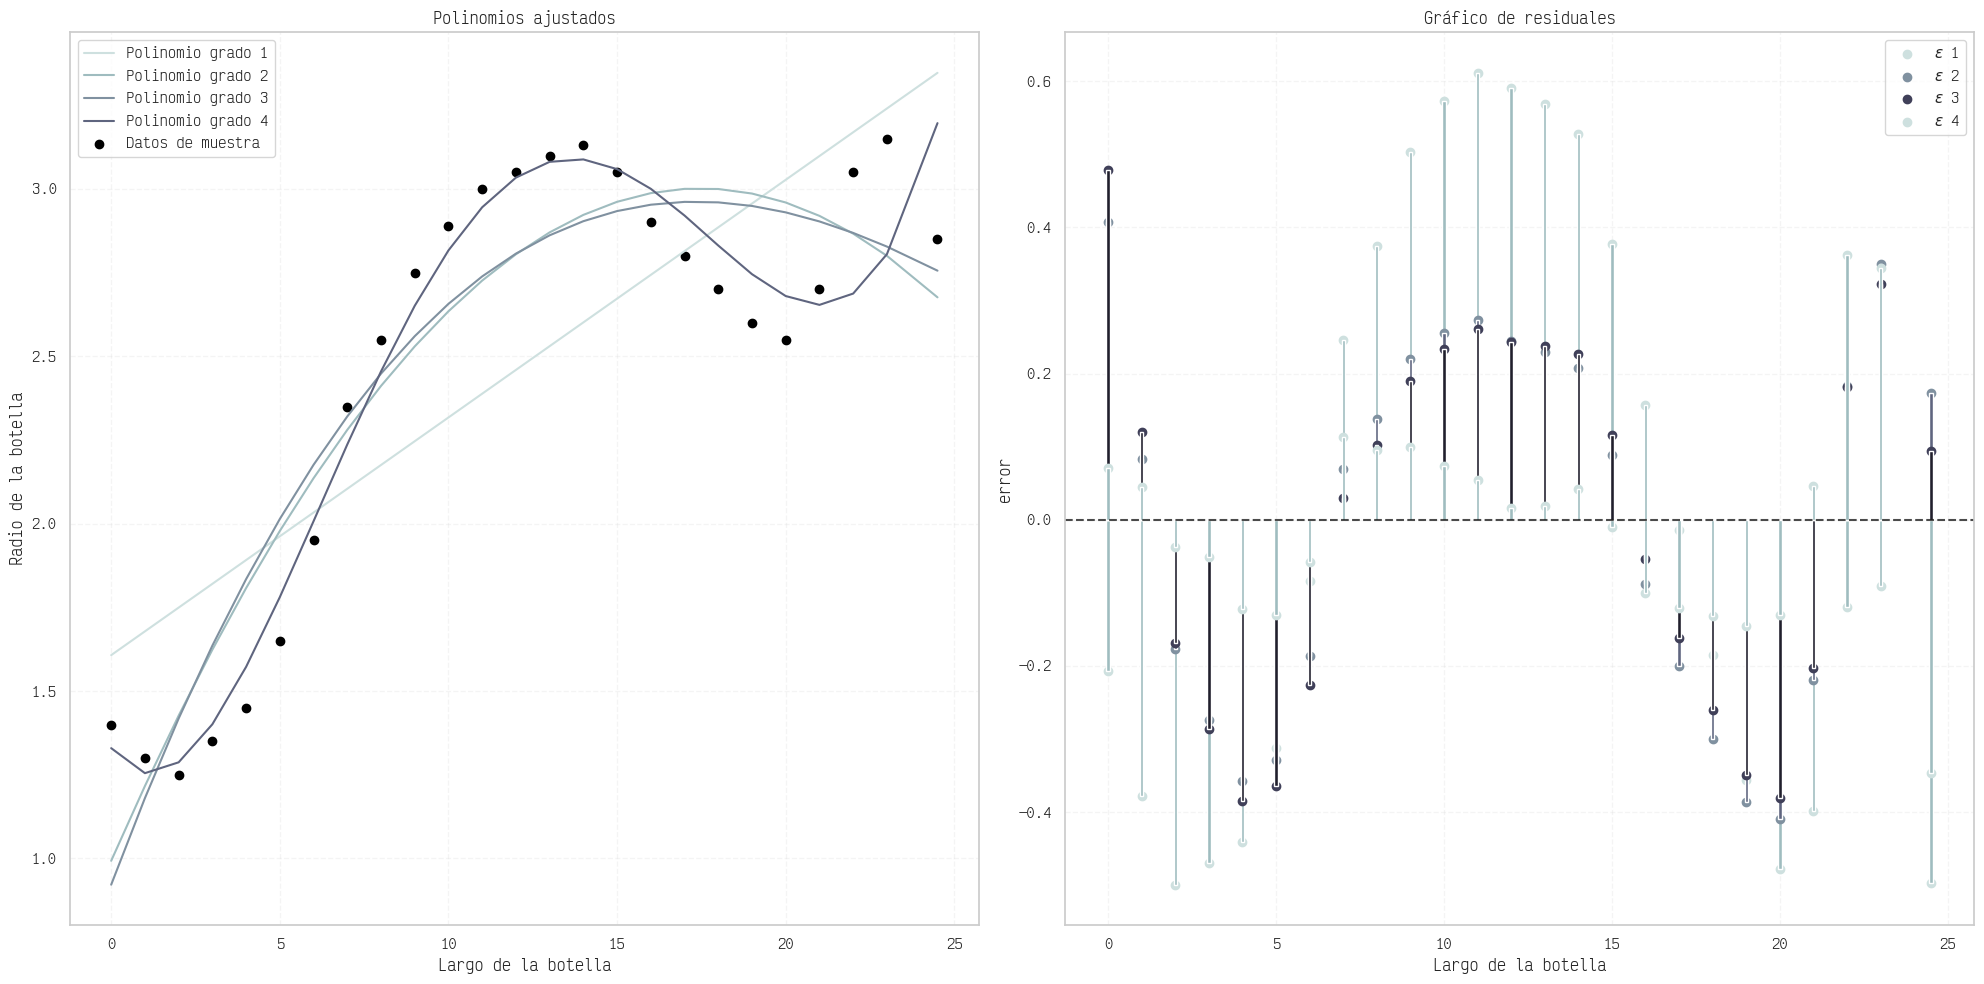 Polinomios ajustados
Polinomio grado 1
Polinomio grado 2
Polinomio grado 3
Polinomio grado 4
Datos de muestra
Radio de la botella
3.0
2.5
2.0
1.5
1.0
0
5
10
15
20
25
Largo de la botella
Gráfico de residuales
ε 1
ε 2
ε 3
ε 4
error
0.6
0.4
0.2
0.0
−0.2
−0.4
0
5
10
15
20
25
Largo de la botella